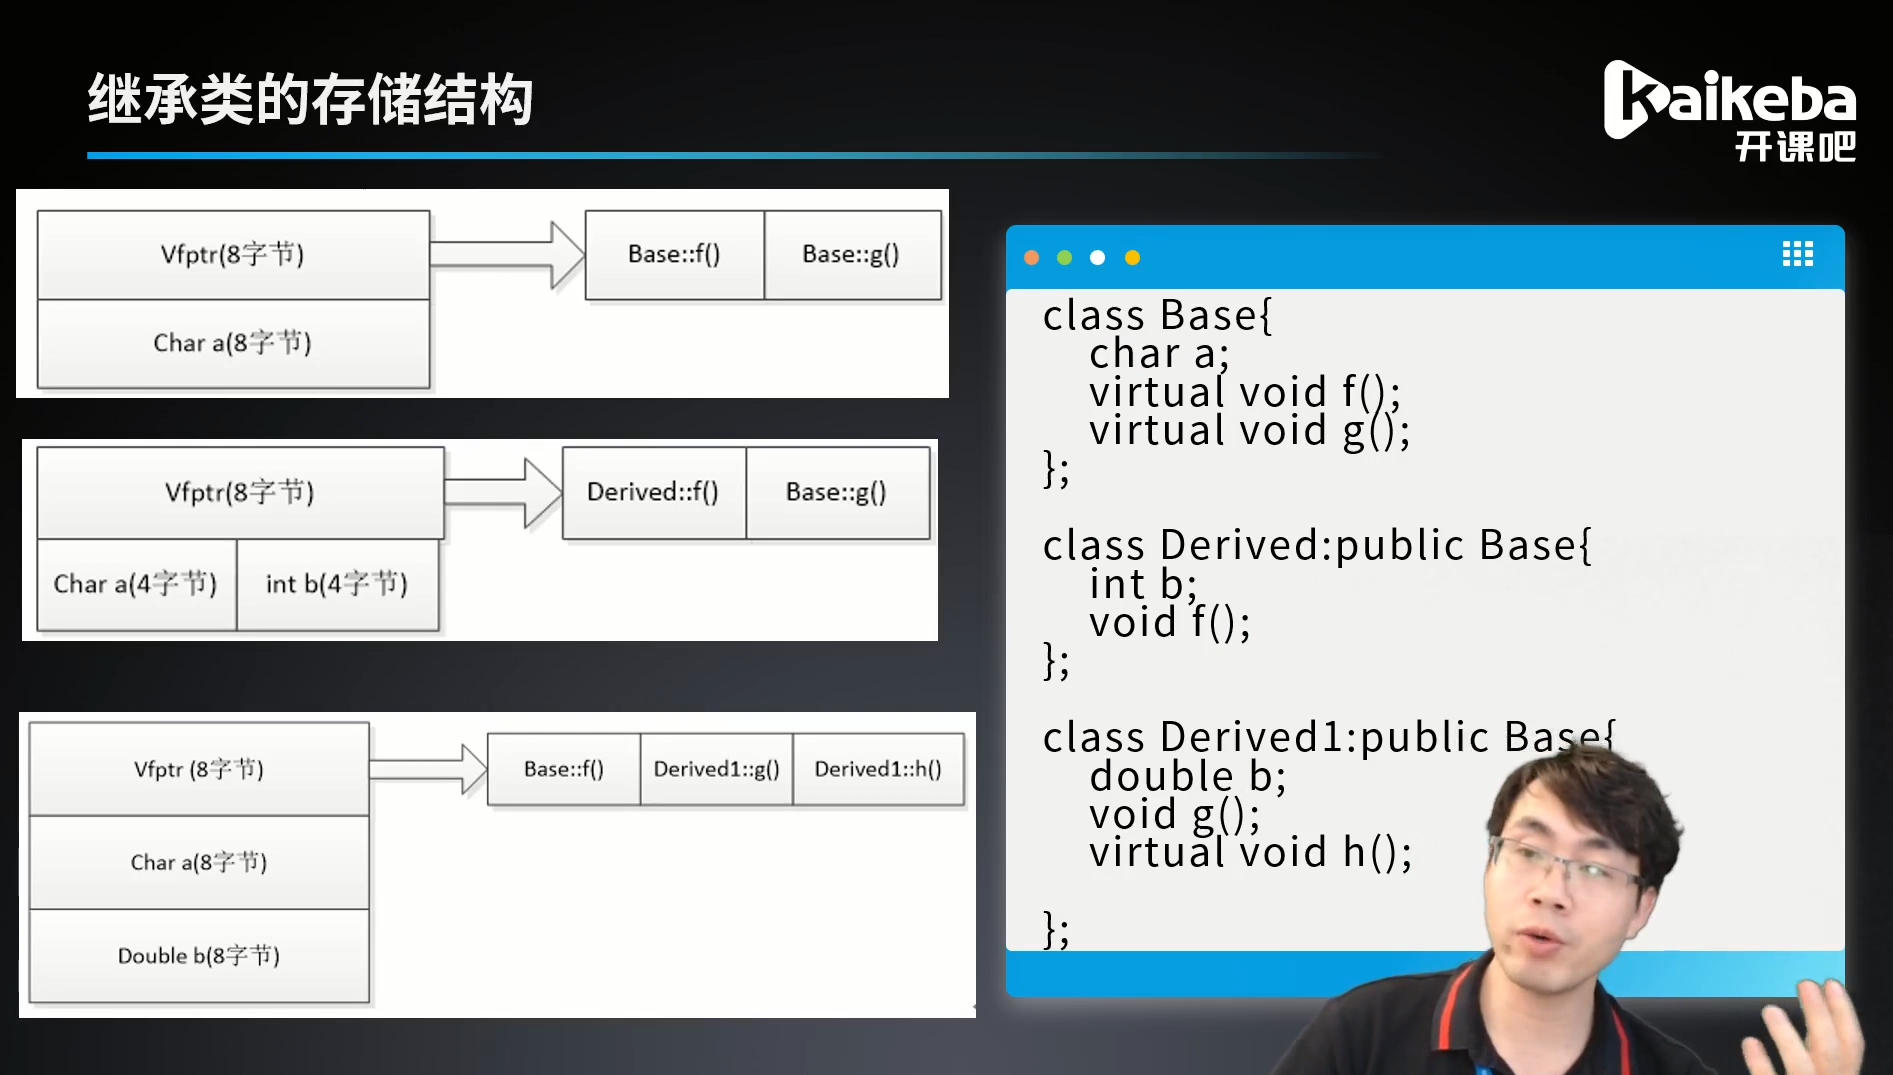 继承类的存储结构
Kaikeba
开课吧
Vfptr(8字节)
Base::f()
Base::g()
Char a(8字节)
Vfptr(8字节)
Derived::f()
Base::g()
Char a(4字节)
int b(4字节)
Vfptr (8字节)
Base::f()
Derived1::g()
Derived1::h()
Char a(8字节)
Double b(8字节)
class Base{
char a;
virtual void f();
virtual void g();
};
class Derived:public Base{
int b;
void f();
};
class Derived1:public Base{
double b;
void g();
virtual void h();
};